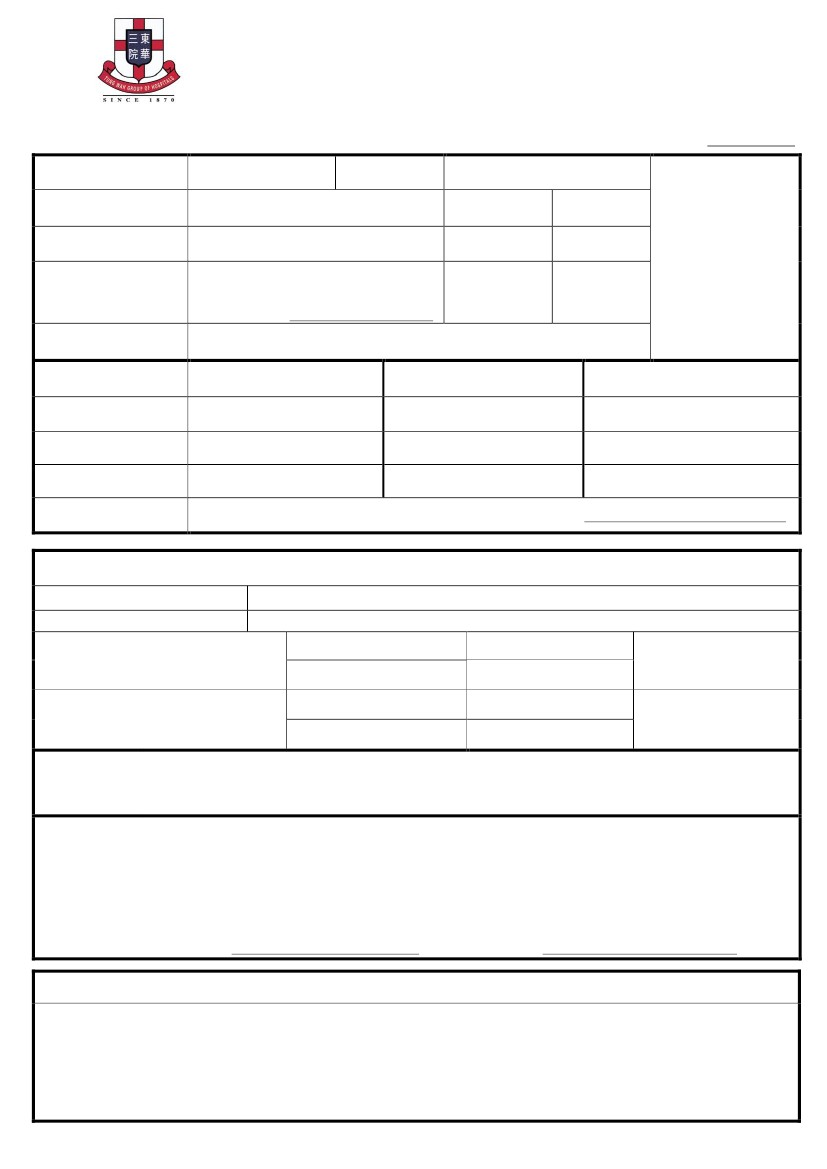 三東
院華
TUNG WAH GROUP OF HOSPITALS
SINCE 1870